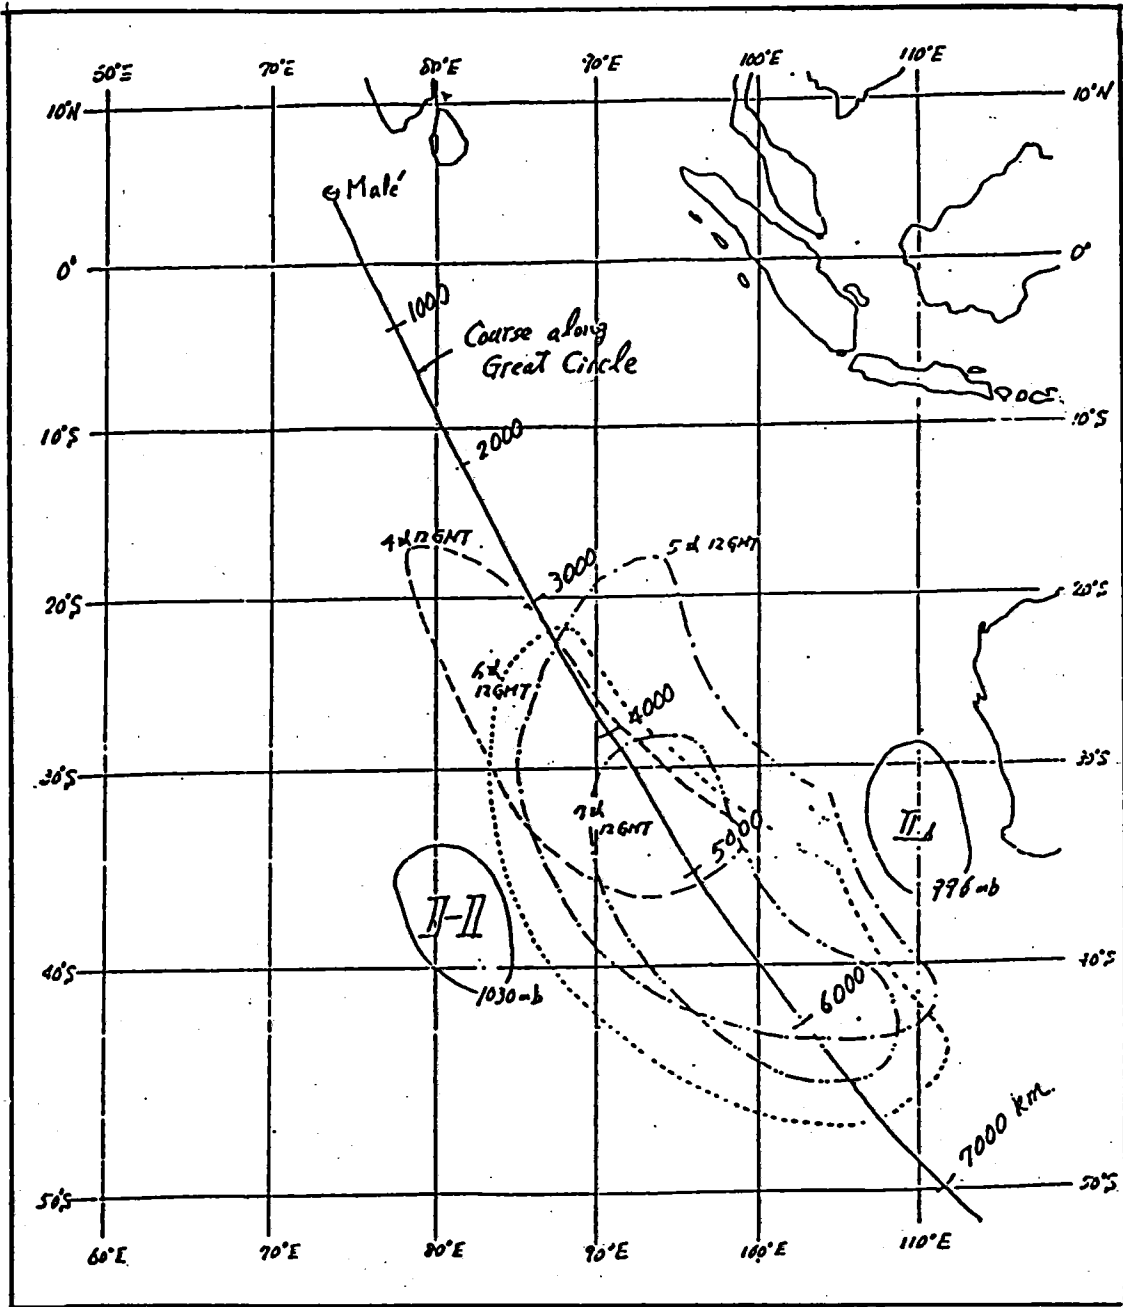 50°E 70°E 80°E 90°E 100°E 110°E
10°N 10°N
Malé
0° 0°
1000
Course along
Great Circle
10°S 10°S
2000
4d 12GMT
5d 12GMT
3000
20°S 20°S
6d
12GMT
4000
30°S 30°S
7d
12GMT
5000
996mb
40°S 40°S
1030mb
6000
7000 km.
50°S 50°S
60°E 70°E 80°E 90°E 100°E 110°E